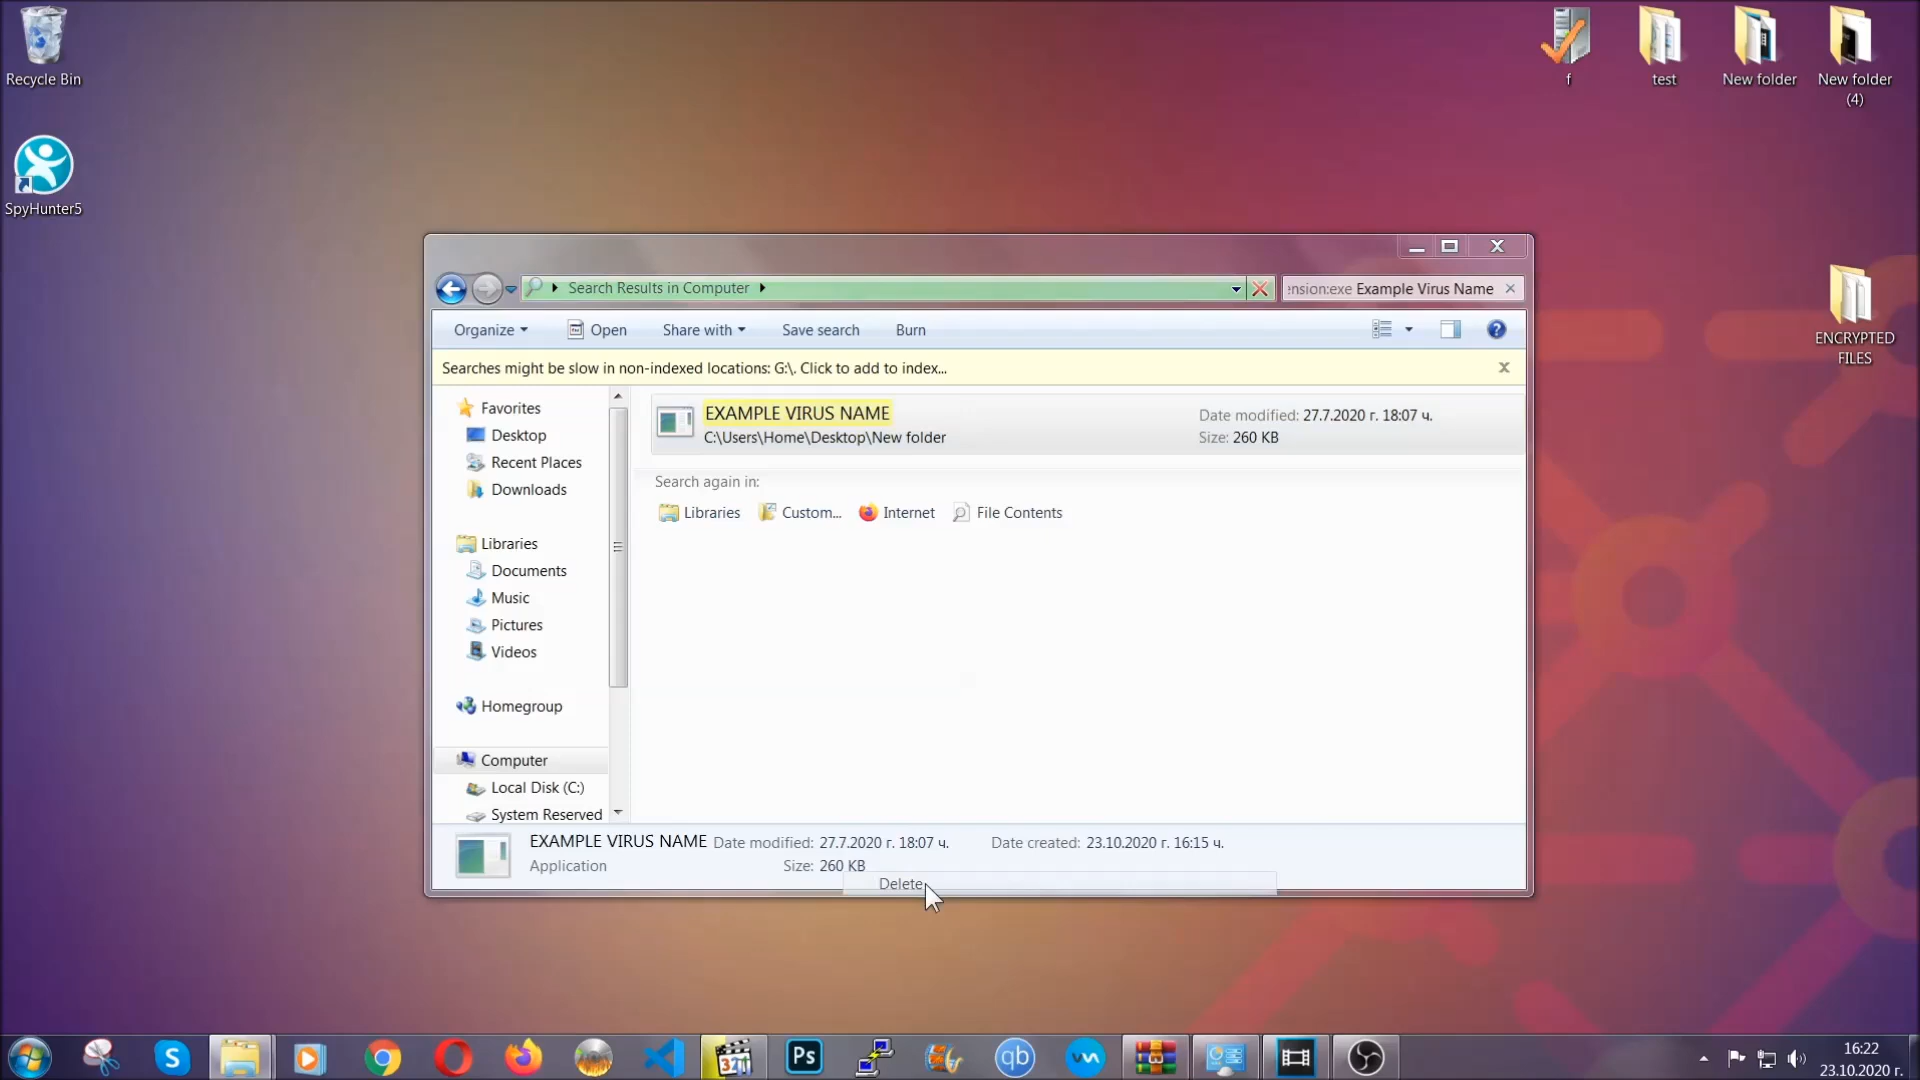 Recycle Bin
SpyHunter5
f
test
New folder
New folder
(4)
ENCRYPTED
FILES
Search Results in Computer
ension:exe Example Virus Name
Organize
Open
Share with
Save search
Burn
Searches might be slow in non-indexed locations: G:\. Click to add to index...
Favorites
Desktop
Recent Places
Downloads
Libraries
Documents
Music
Pictures
Videos
Homegroup
Computer
Local Disk (C:)
System Reserved
EXAMPLE VIRUS NAME
C:\Users\Home\Desktop\New folder
Date modified: 27.7.2020 г. 18:07 ч.
Size: 260 KB
Search again in:
Libraries
Custom...
Internet
File Contents
EXAMPLE VIRUS NAME Date modified: 27.7.2020 г. 18:07 ч. Date created: 23.10.2020 г. 16:15 ч.
Application Size: 260 KB
Delete
S
321
Ps
qb
16:22
23.10.2020 г.